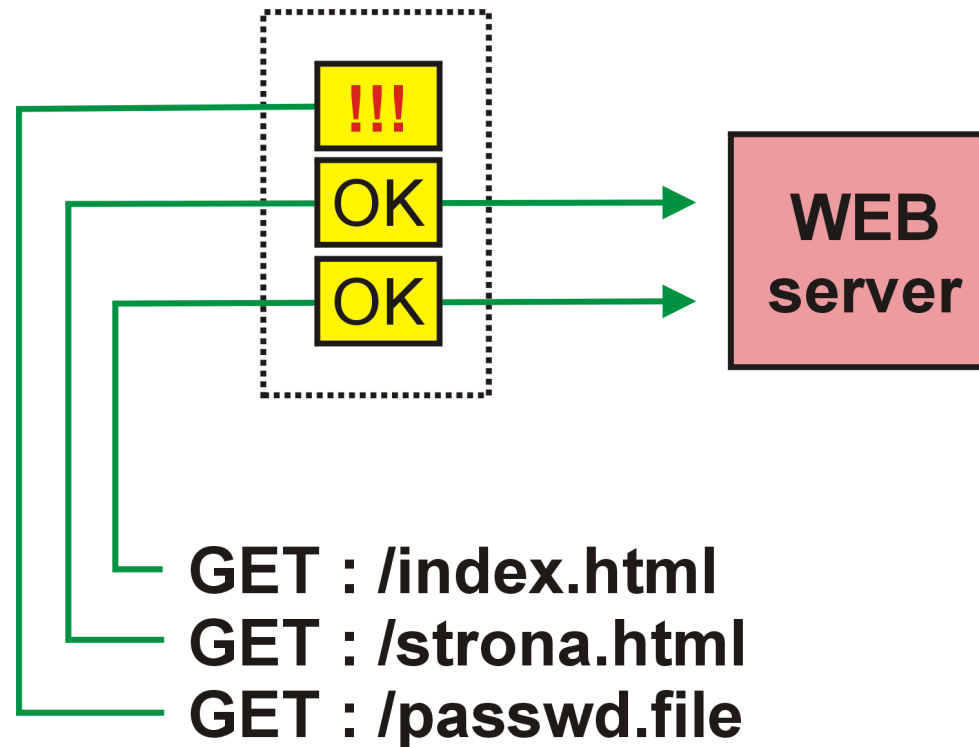 !!!
OK
OK
WEB
server
GET : /index.html
GET : /strona.html
GET : /passwd.file